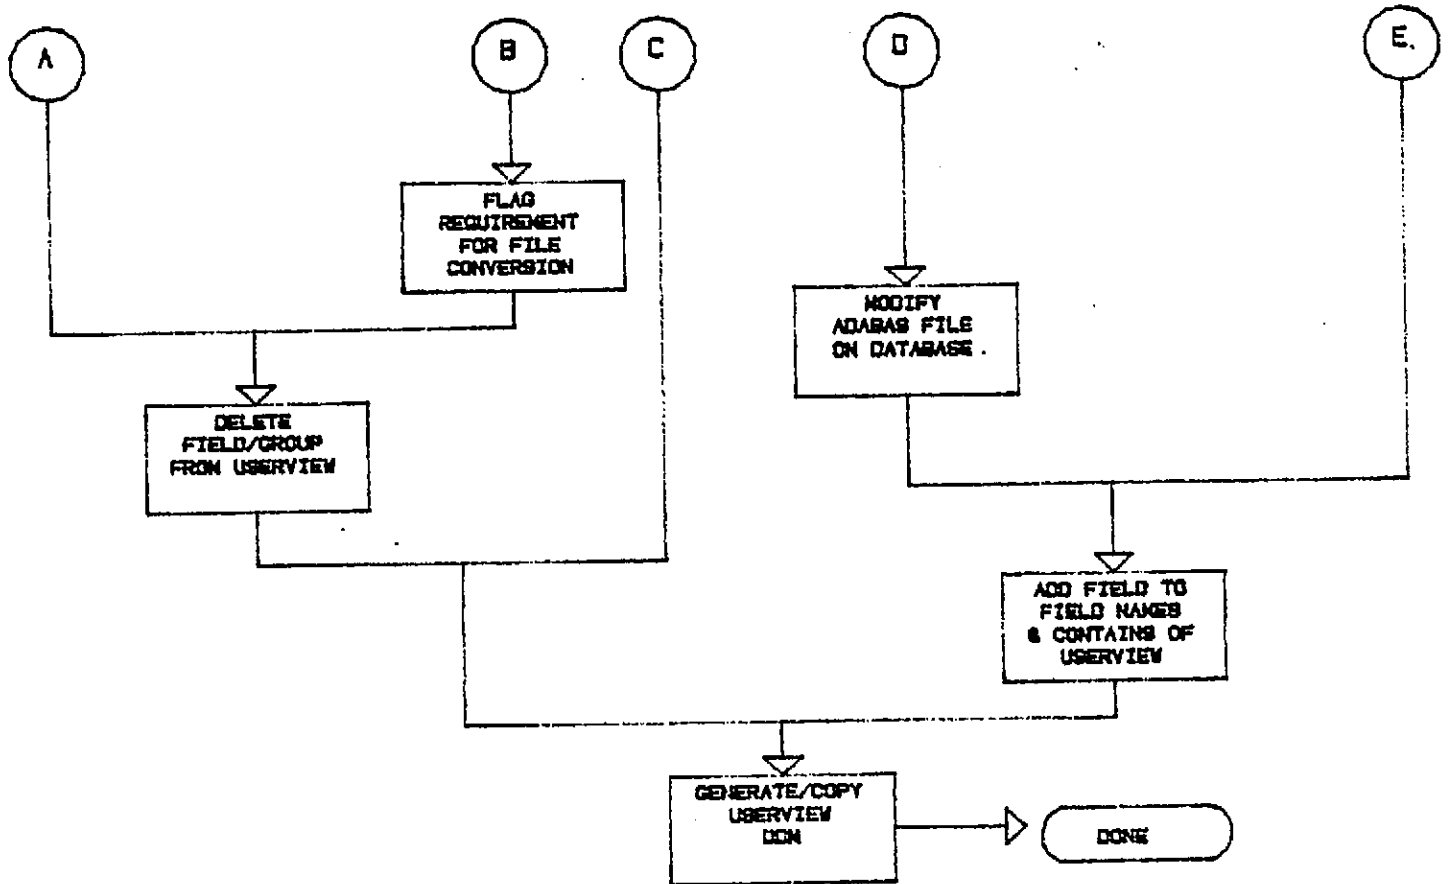 A
B
C
D
E.
FLAG
REQUIREMENT
FOR FILE
CONVERSION
MODIFY
ADABAS FILE
ON DATABASE.
DELETE
FIELD/GROUP
FROM USERVIEW
ADD FIELD TO
FIELD NAMES
& CONTAINS OF
USERVIEW
GENERATE/COPY
USERVIEW
DDM
DONE